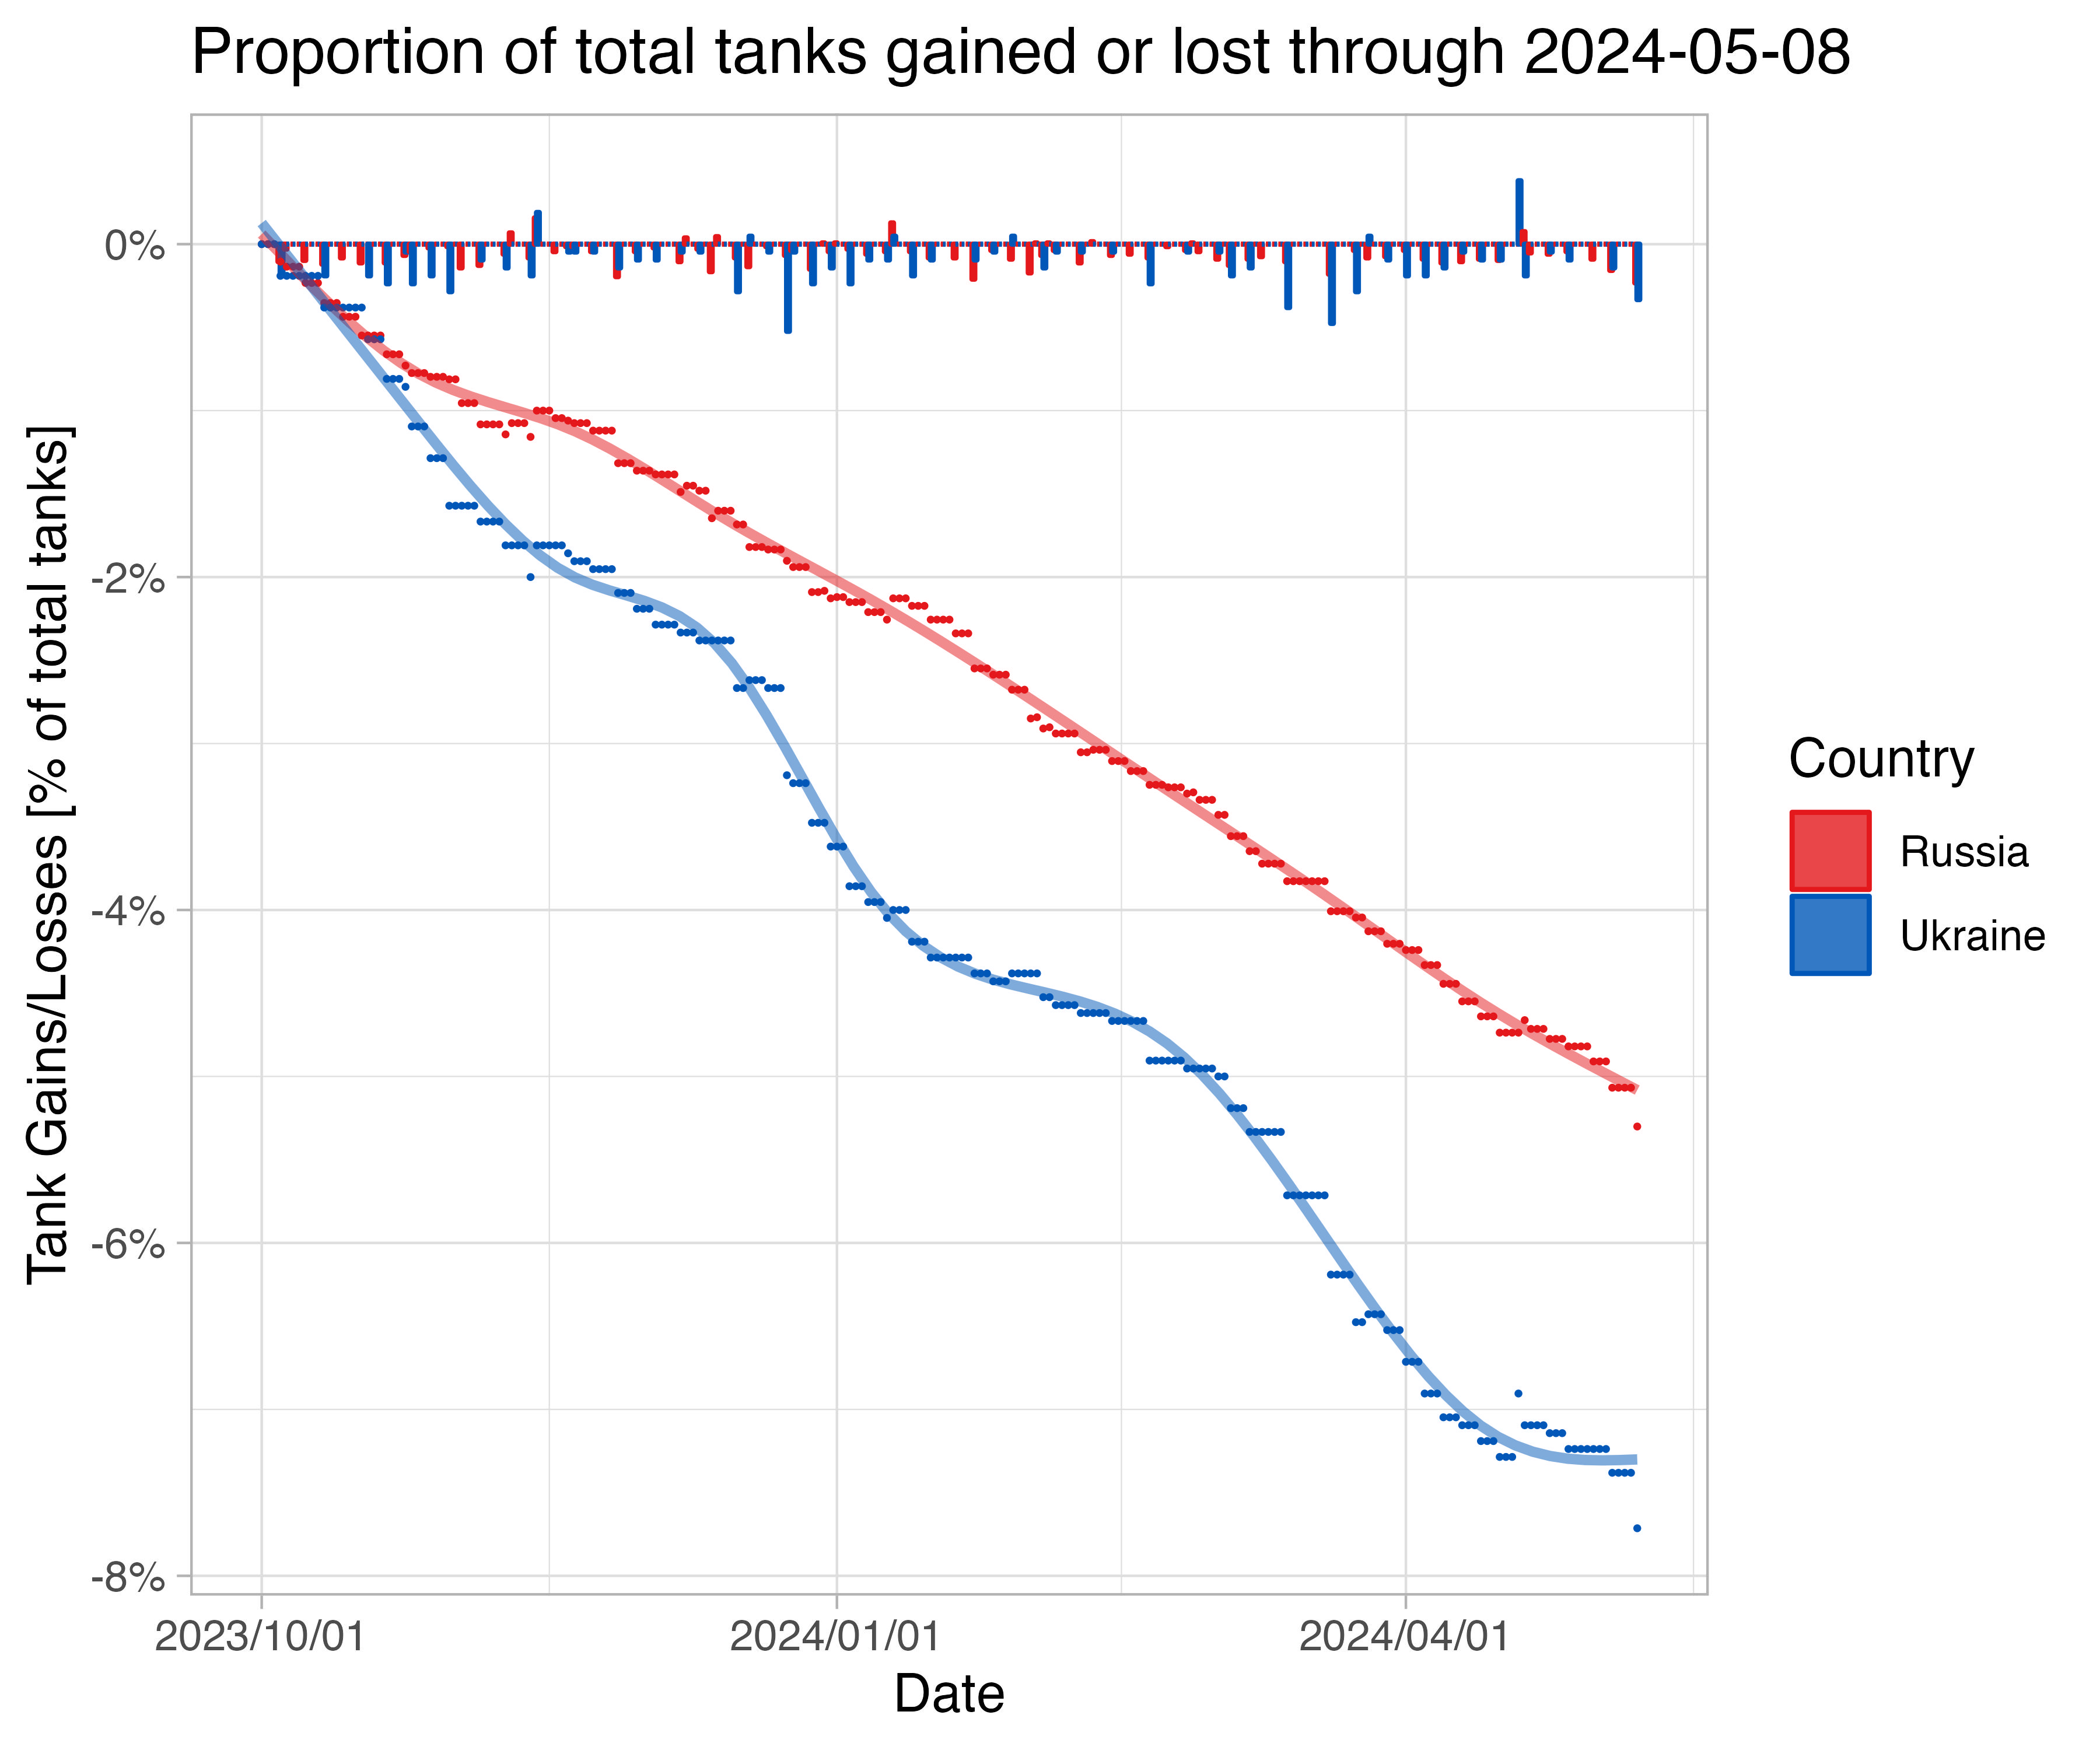 Proportion of total tanks gained or lost through 2024-05-08
Tank Gains/Losses [% of total tanks]
0%
-2%
-4%
-6%
-8%
2023/10/01
2024/01/01
2024/04/01
Date
Country
Russia
Ukraine